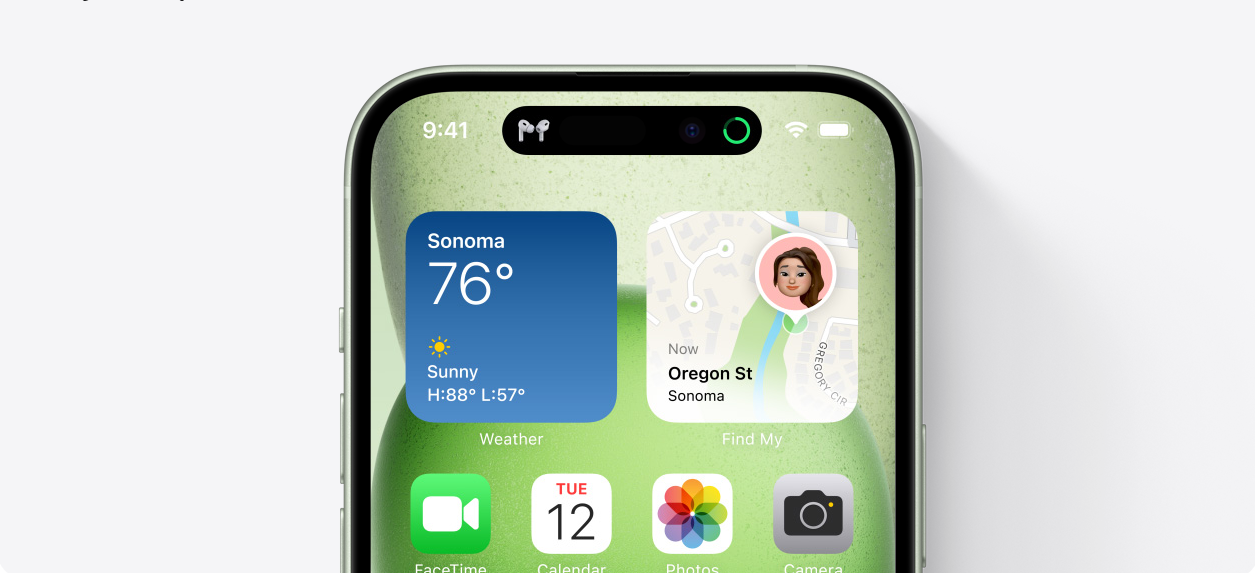 9:41
Sonoma
76°
Sunny
H:88° L:57°
Weather
Now
Oregon St
Sonoma
GREGORY CIR
Find My
TUE
12
FaceTime
Calendar
Photos
Camera